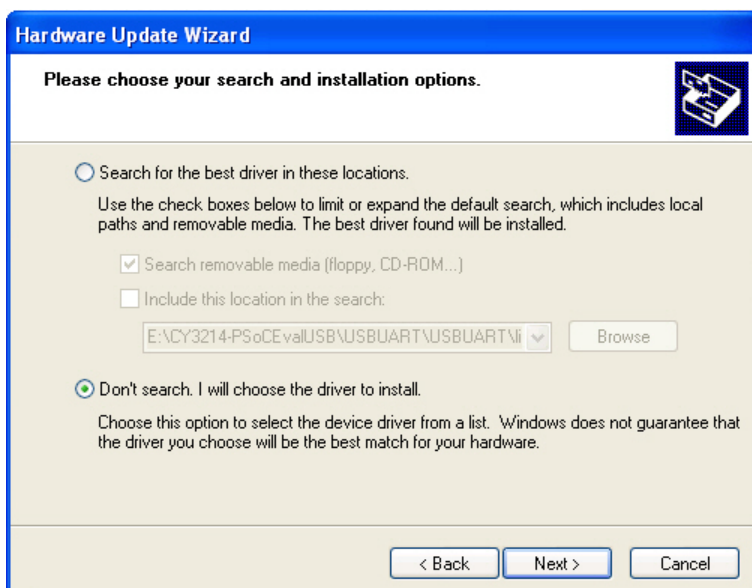 Hardware Update Wizard
Please choose your search and installation options.
Search for the best driver in these locations.
Use the check boxes below to limit or expand the default search, which includes local
paths and removable media. The best driver found will be installed.
Search removable media (floppy, CD-ROM...)
Include this location in the search:
E:\CY3214-PSoCEvalUSB\USBUART\USBUART\li
Browse
Don't search. I will choose the driver to install.
Choose this option to select the device driver from a list. Windows does not guarantee that
the driver you choose will be the best match for your hardware.
< Back Next > Cancel